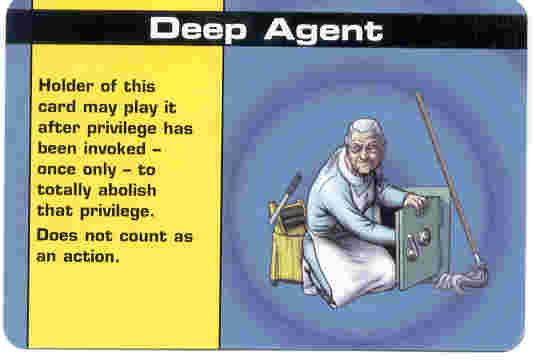 Deep Agent
Holder of this
card may play it
after privilege has
been invoked –
once only – to
totally abolish
that privilege.
Does not count as
an action.